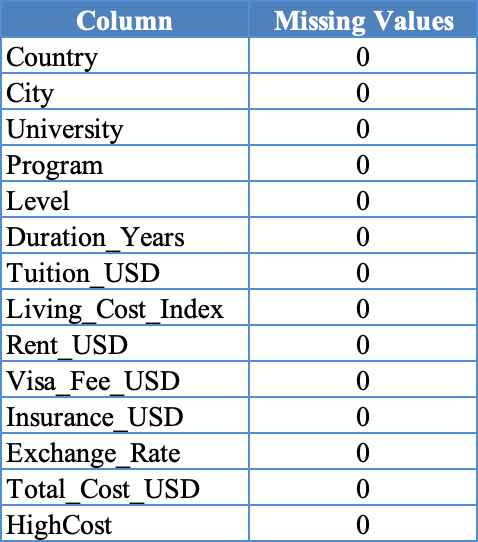 Column Missing Values
Country 0
City 0
University 0
Program 0
Level 0
Duration_Years 0
Tuition_USD 0
Living_Cost_Index 0
Rent_USD 0
Visa_Fee_USD 0
Insurance_USD 0
Exchange_Rate 0
Total_Cost_USD 0
HighCost 0